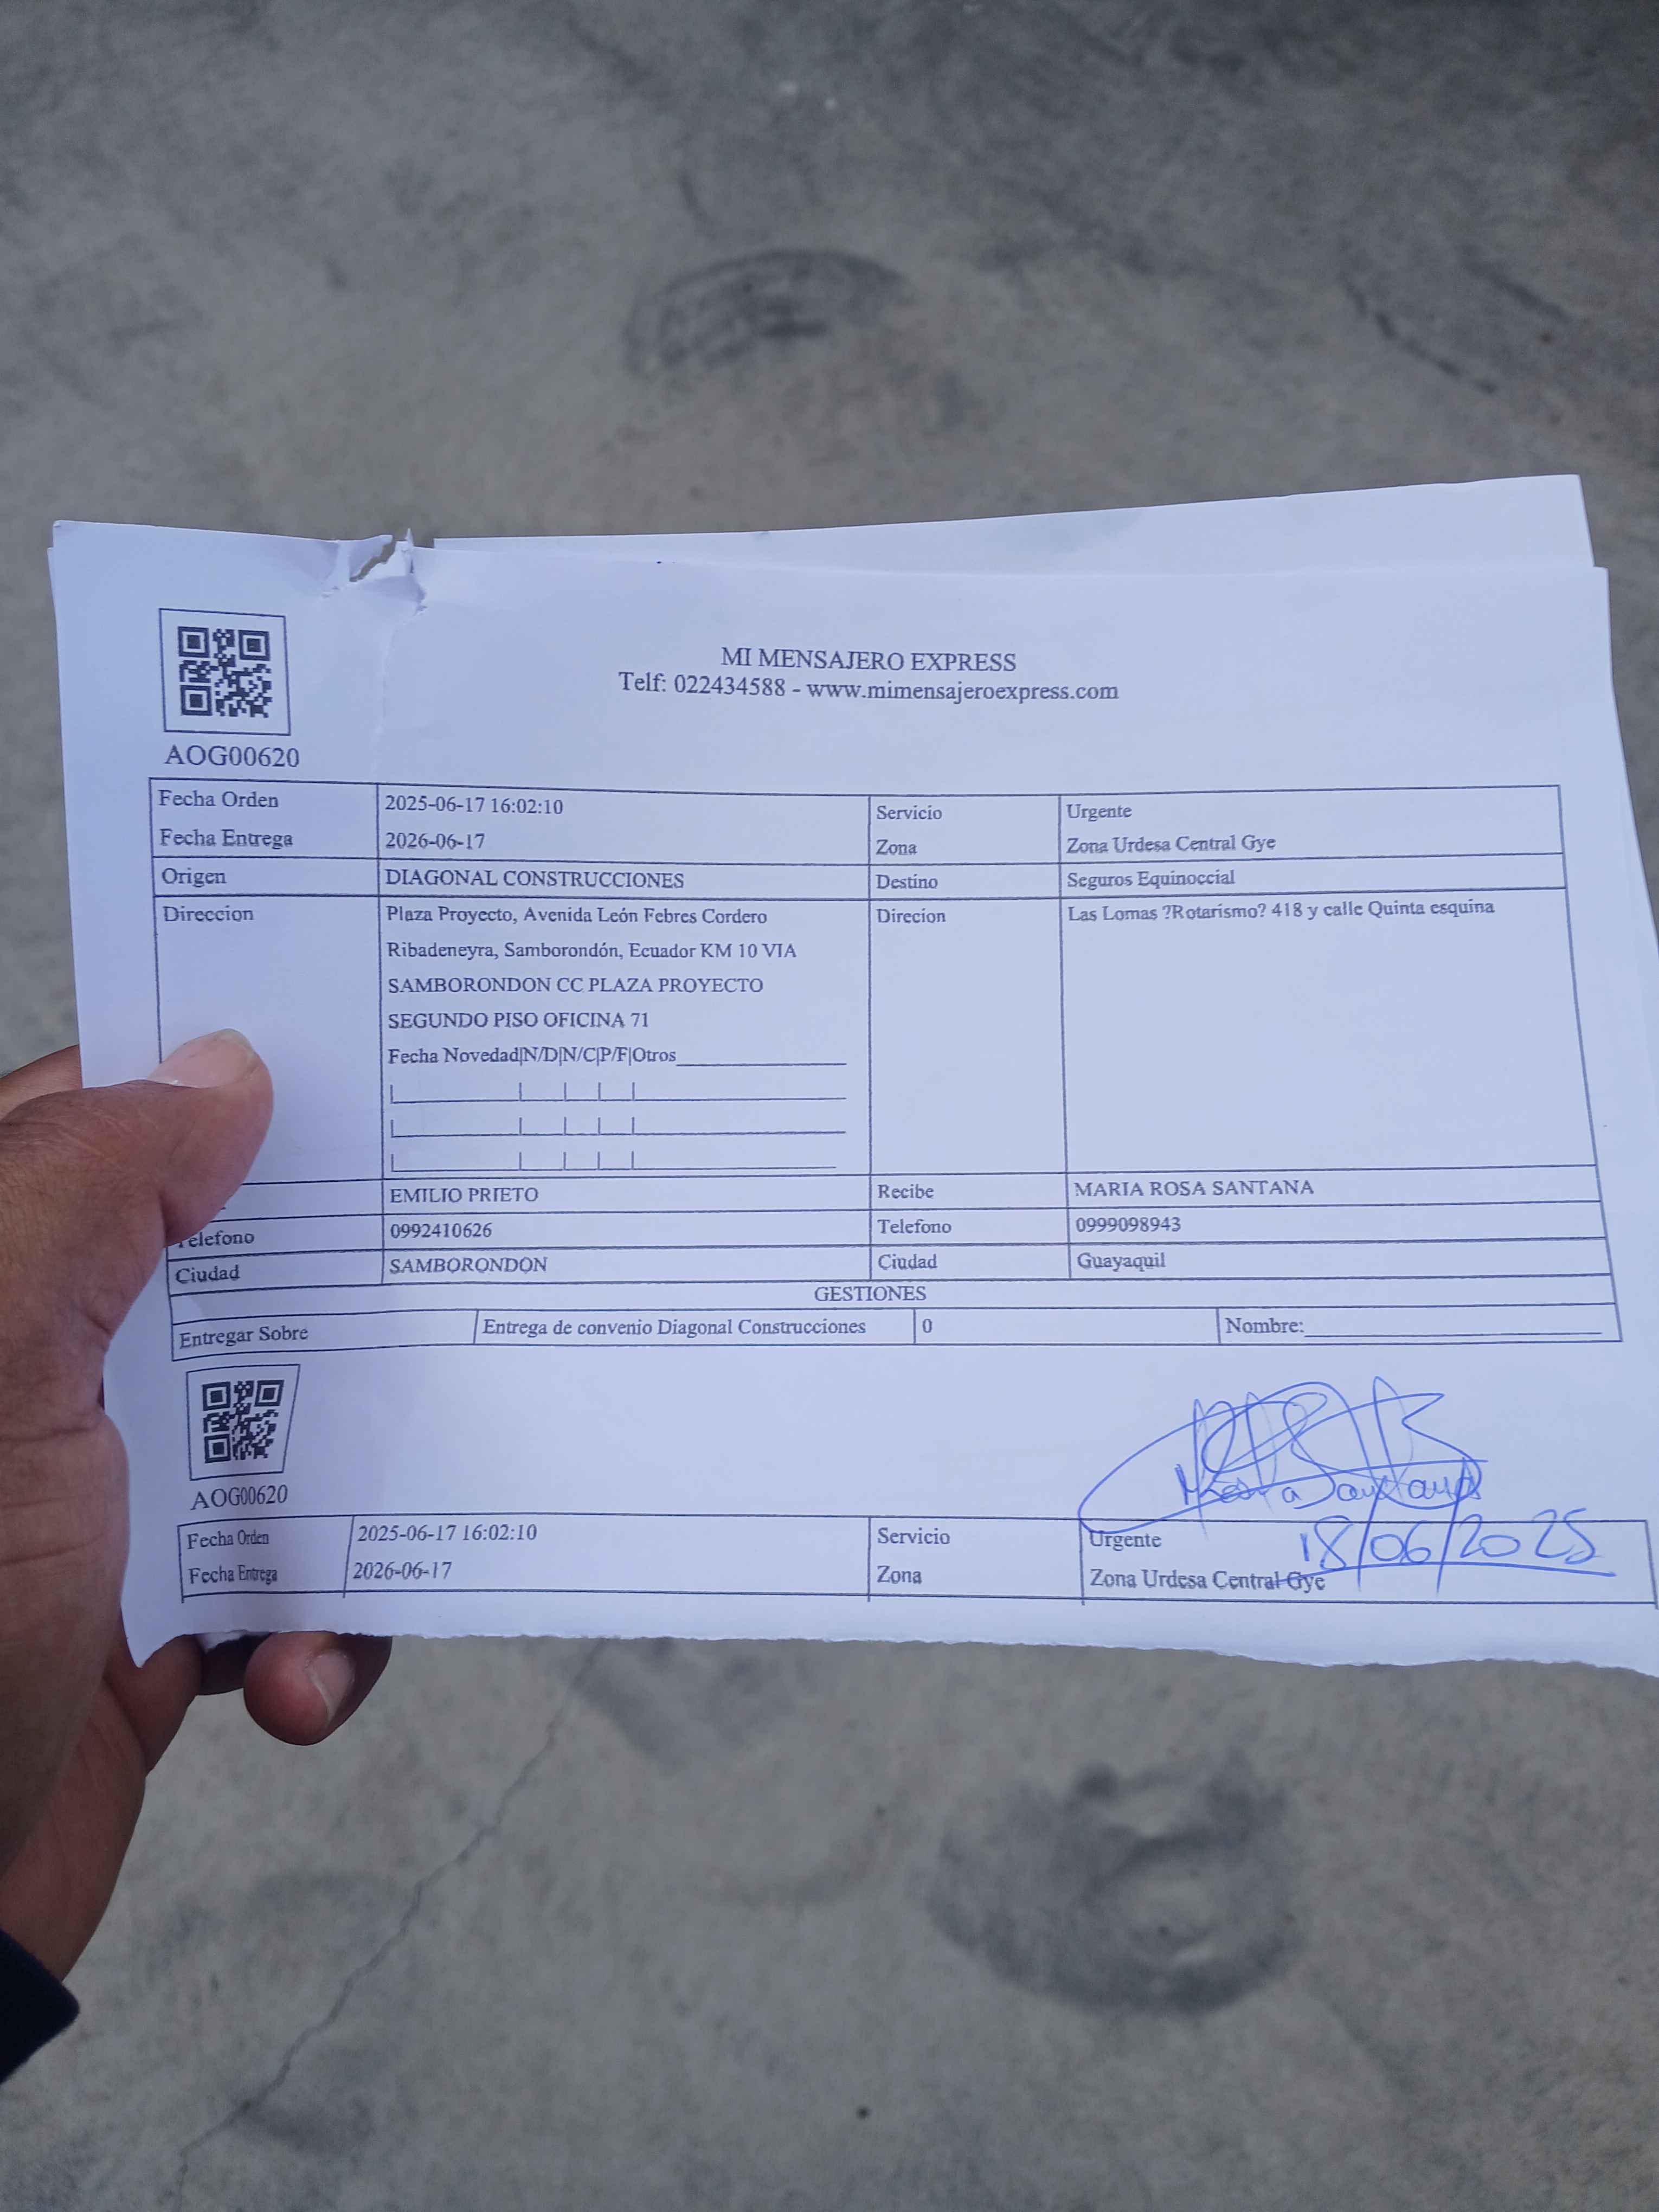 MI MENSAJERO EXPRESS
Telf: 022434588 - www.mimensajeroexpress.com
AOG00620
Fecha Orden 2025-06-17 16:02:10 Servicio Urgente
Fecha Entrega 2026-06-17 Zona Zona Urdesa Central Gye
Origen DIAGONAL CONSTRUCCIONES Destino Seguros Equinoccial
Direccion Plaza Proyecto, Avenida León Febres Cordero Direcion Las Lomas ?Rotarismo? 418 y calle Quinta esquina
Ribadeneyra, Samborondón, Ecuador KM 10 VIA
SAMBORONDON CC PLAZA PROYECTO
SEGUNDO PISO OFICINA 71
Fecha Novedad|N/D|N/C|P/F|Otros
EMILIO PRIETO Recibe MARIA ROSA SANTANA
Telefono 0992410626 Telefono 0999098943
Ciudad SAMBORONDON Ciudad Guayaquil
GESTIONES
Entregar Sobre Entrega de convenio Diagonal Construcciones 0 Nombre:
AOG00620
Santana
18/06/2025
Fecha Orden 2025-06-17 16:02:10 Servicio Urgente
Fecha Entrega 2026-06-17 Zona Zona Urdesa Central Gye